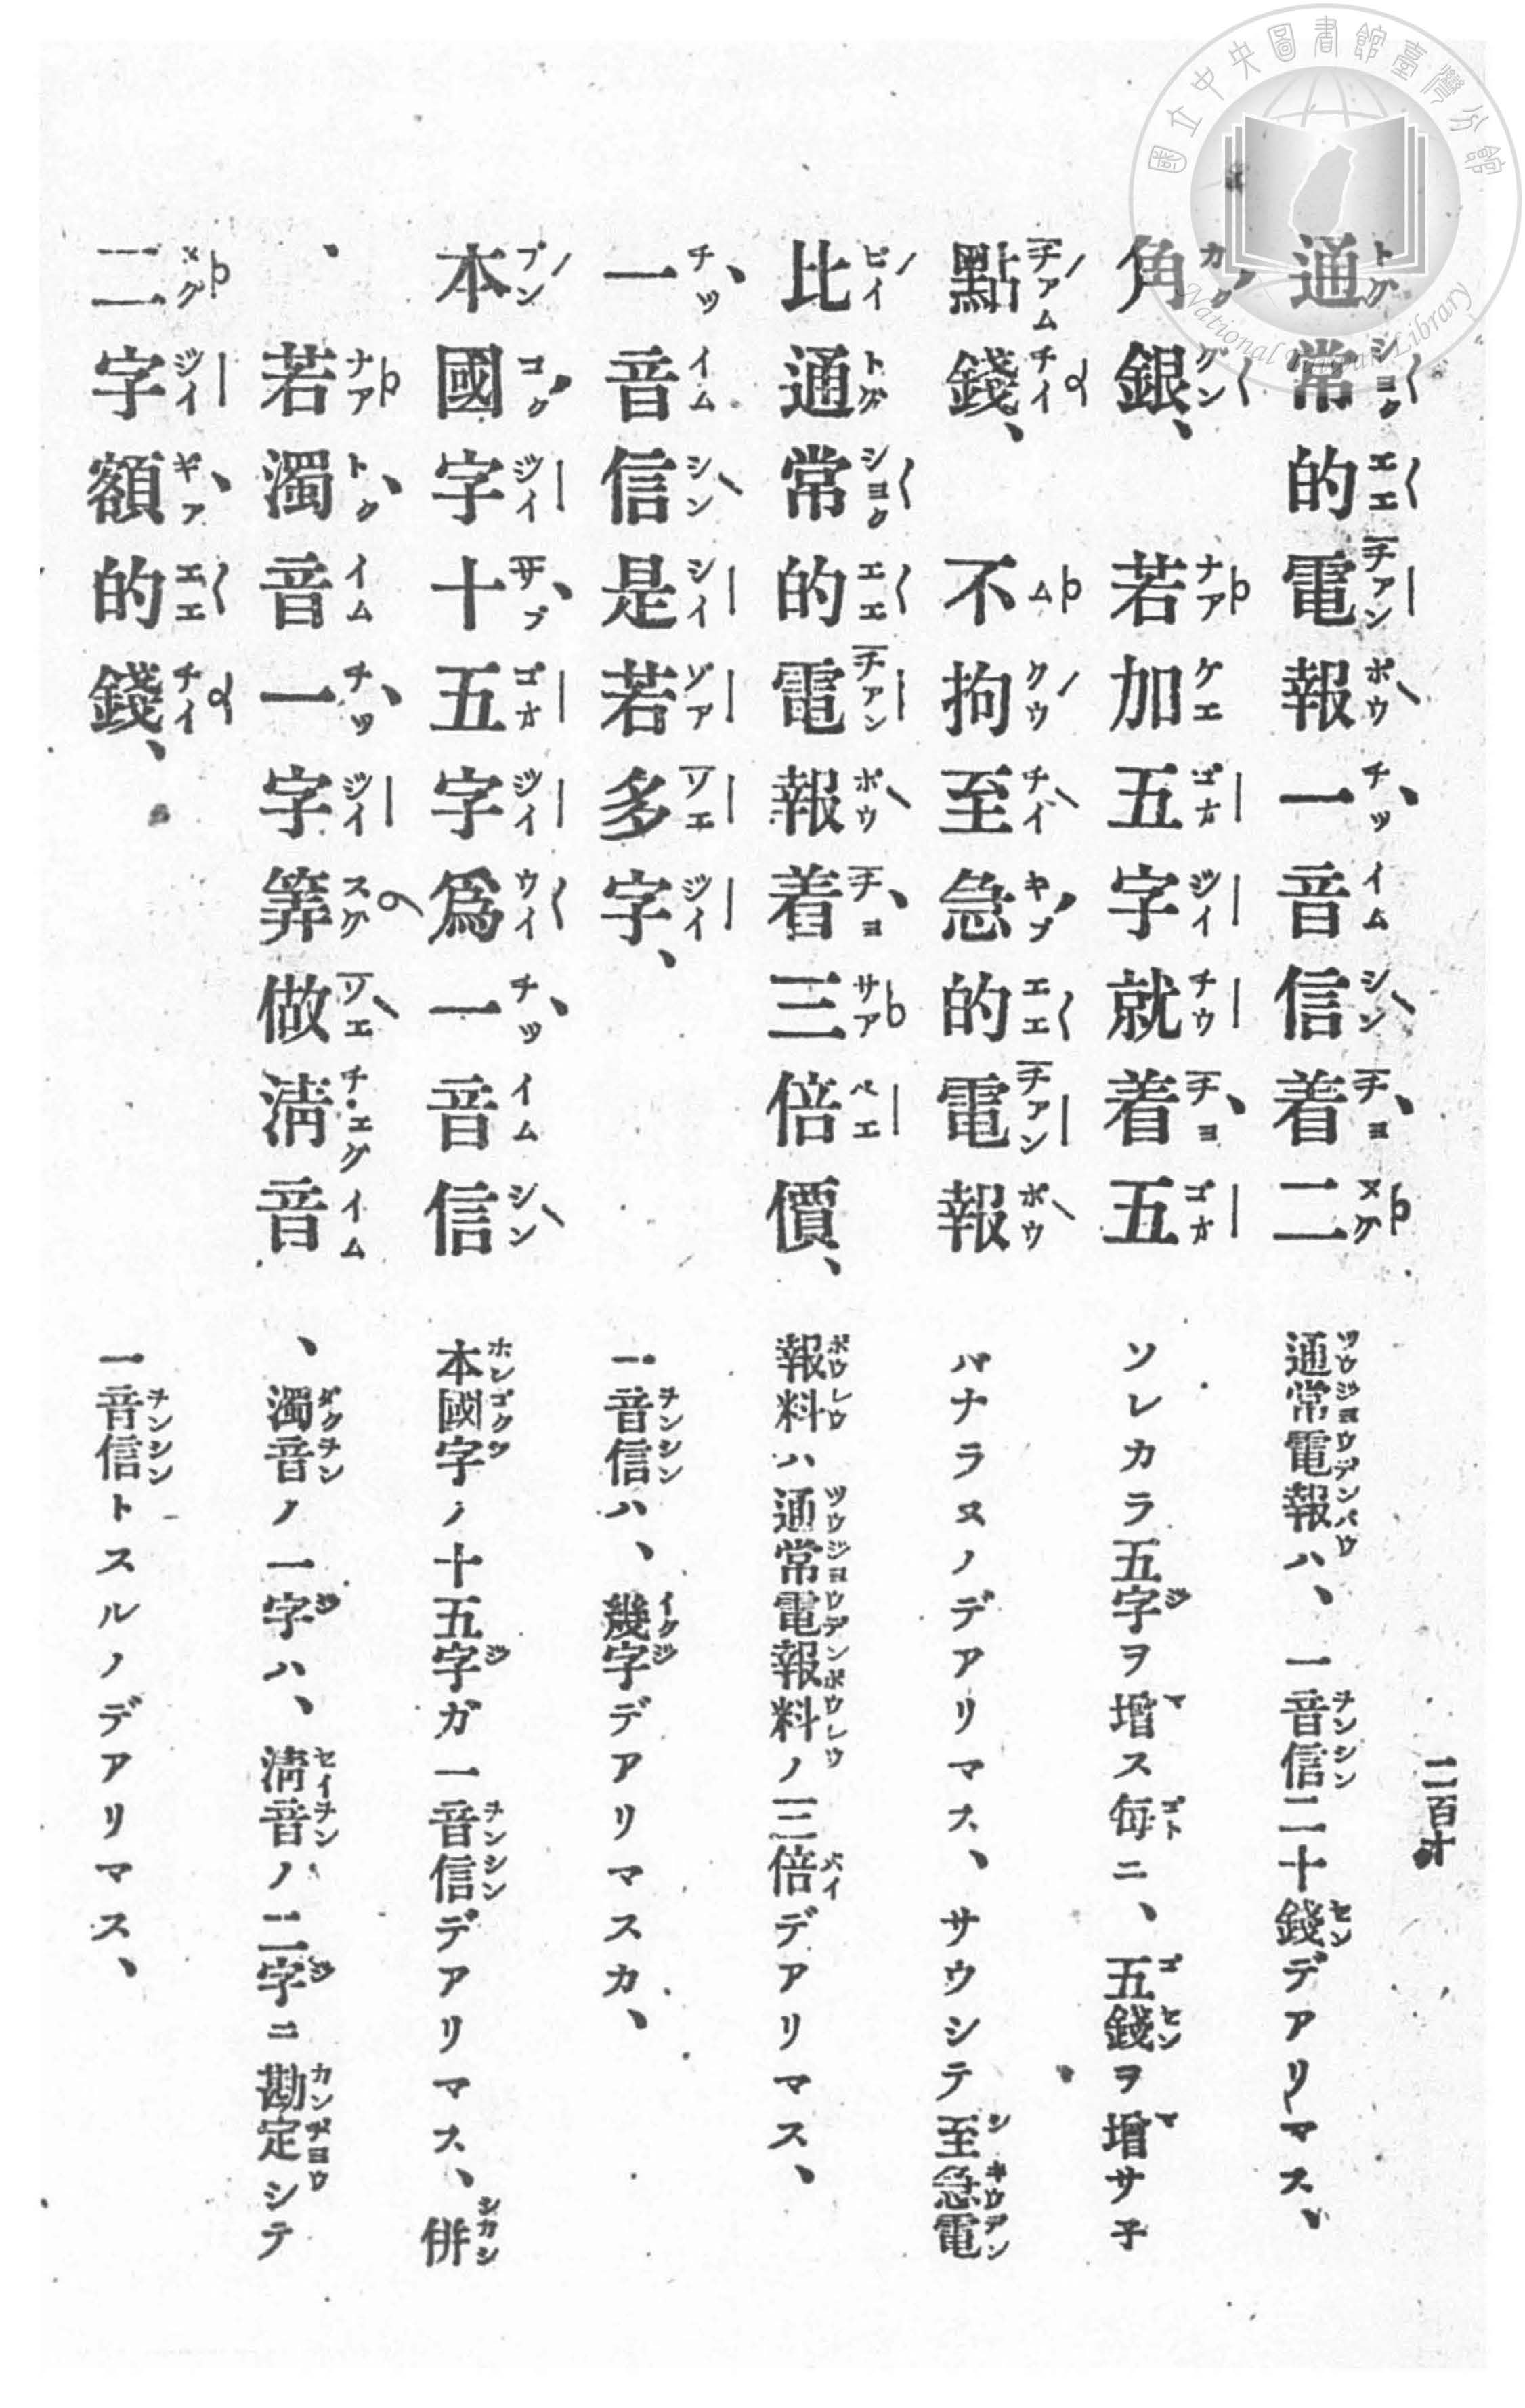 國立中央圖書館臺灣分館
National Taiwan Library
二百十
通常的電報一音信着二
角銀、若加五字就着五
點錢、不拘至急的電報
比通常的電報着三倍價、
一音信是若多字、
本國字十五字爲一音信
、若濁音一字筭做淸音
二字額的錢、
通常電報ハ、一音信二十錢デアリマス、
ソレカラ五字ヲ增ス每ニ、五錢ヲ增サ子
バナラヌノデアリマス、サウシテ至急電
報料ハ通常電報料ノ三倍デアリマス、
一音信ハ、幾字デアリマスカ、
本國字ノ十五字ガ一音信デアリマス、併
、濁音ノ一字ハ、淸音ノ二字ニ勘定シテ
一音信トスルノデアリマス、